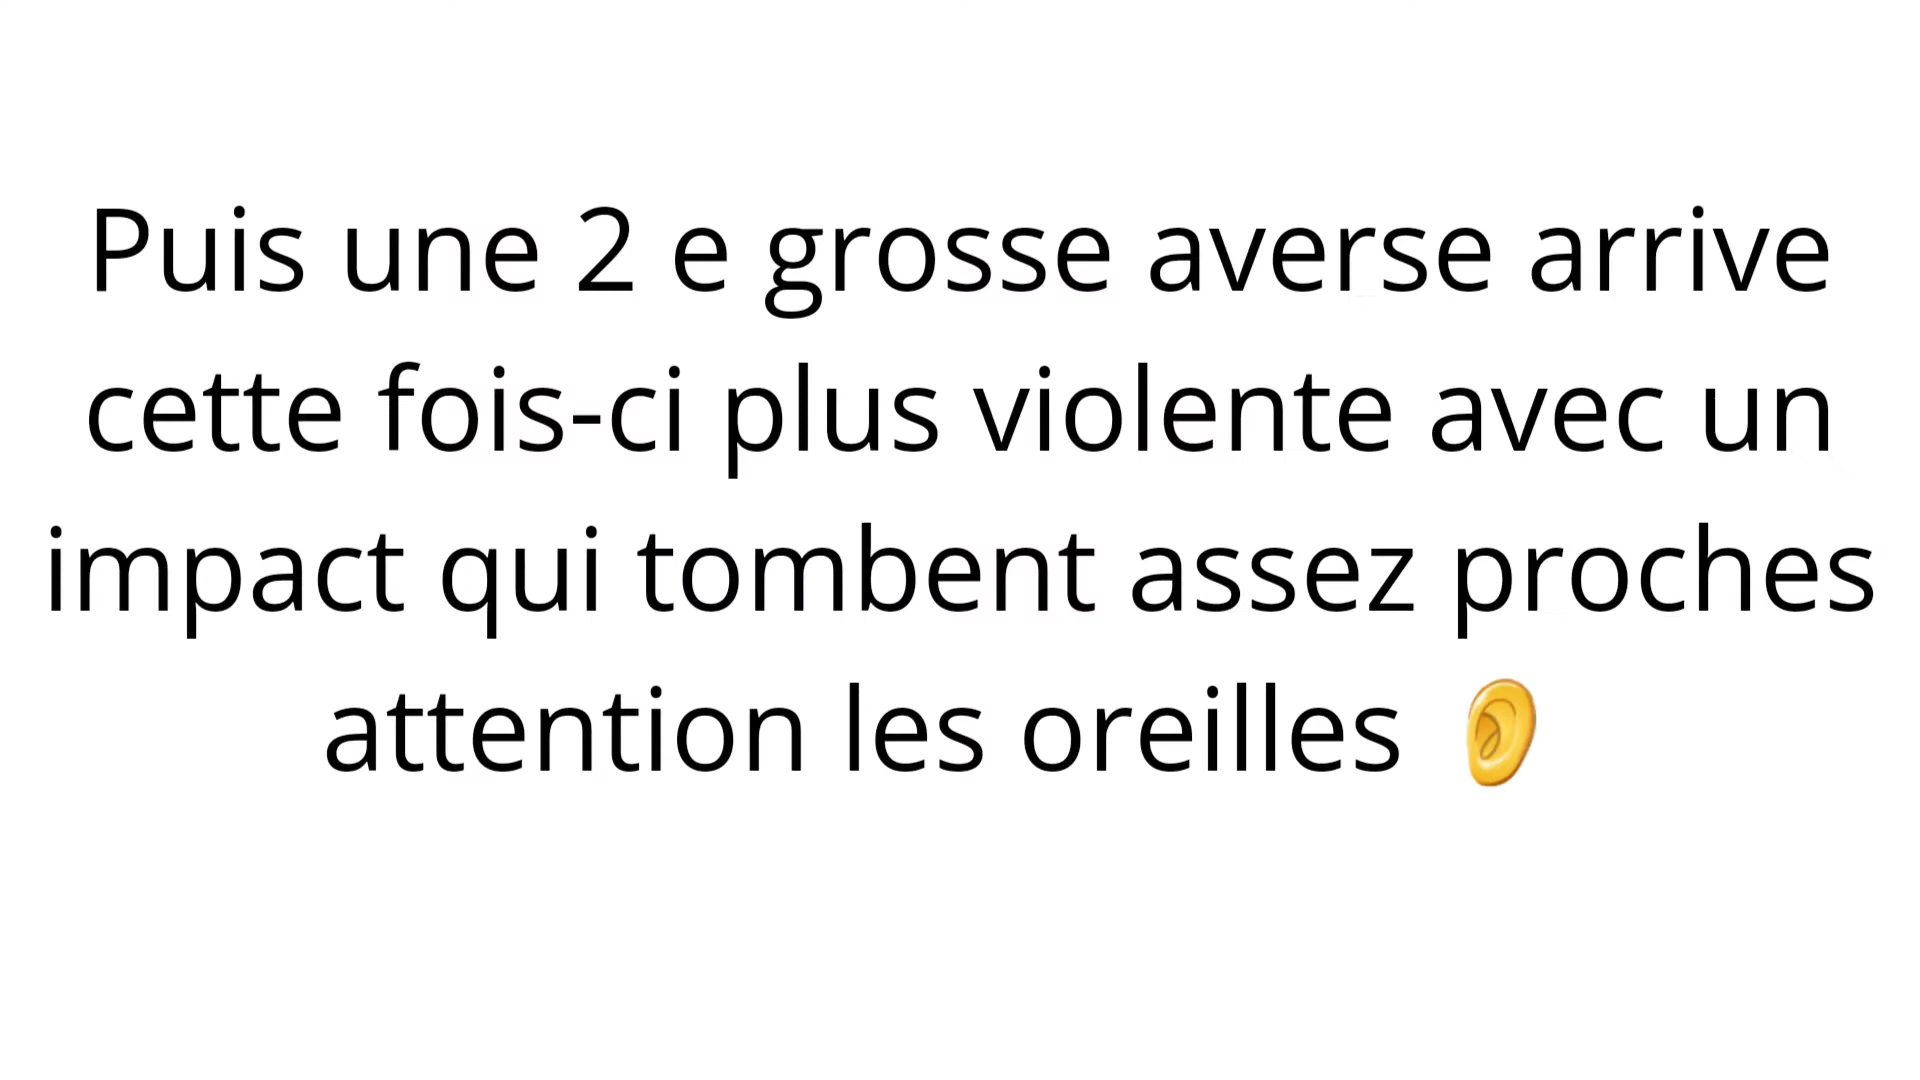 Puis une 2 e grosse averse arrive
cette fois-ci plus violente avec un
impact qui tombent assez proches
attention les oreilles 👂